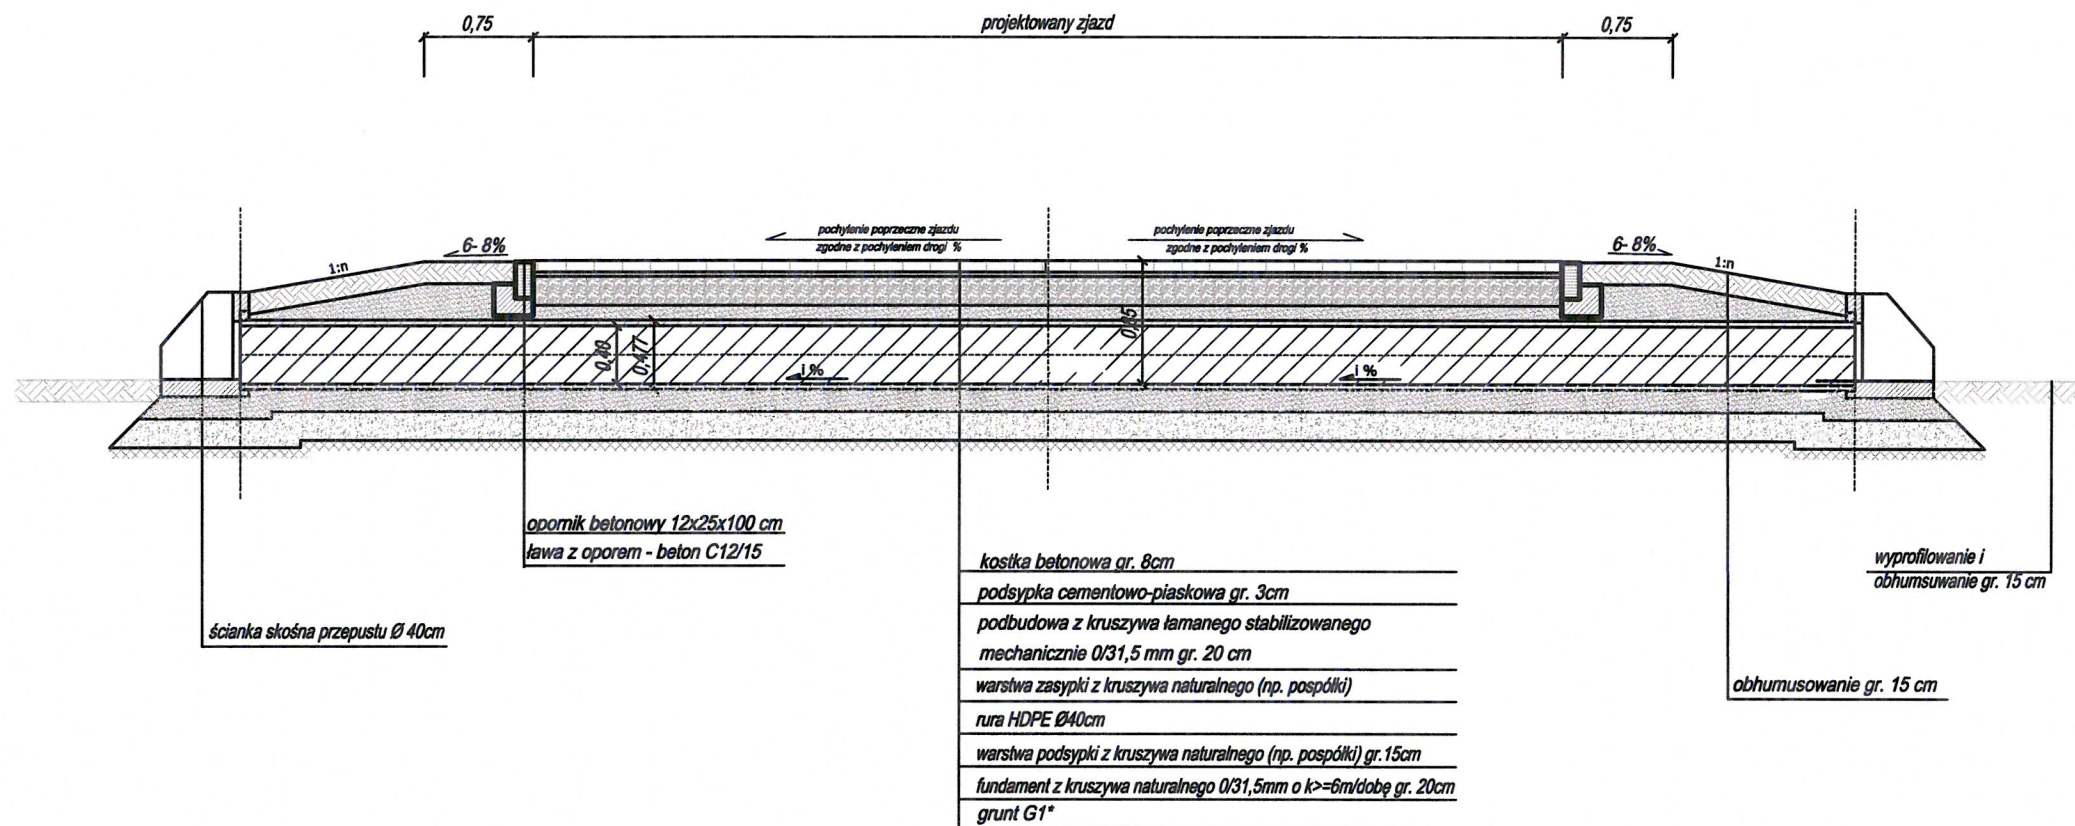 0,75 projektowany zjazd 0,75
pochylenie poprzeczne zjazdu
zgodne z pochyleniem drogi %
pochylenie poprzeczne zjazdu
zgodne z pochyleniem drogi %
6- 8%
6- 8%
1:n
1:n
0,40
0,477
i %
i %
opornik betonowy 12x25x100 cm
ława z oporem - beton C12/15
ścianka skośna przepustu Ø 40cm
kostka betonowa gr. 8cm
podsypka cementowo-piaskowa gr. 3cm
podbudowa z kruszywa łamanego stabilizowanego
mechanicznie 0/31,5 mm gr. 20 cm
warstwa zasypki z kruszywa naturalnego (np. pospółki)
rura HDPE Ø40cm
warstwa podsypki z kruszywa naturalnego (np. pospółki) gr.15cm
fundament z kruszywa naturalnego 0/31,5mm o k>=6m/dobę gr. 20cm
grunt G1*
wyprofilowanie i
obhumsuwanie gr. 15 cm
obhumusowanie gr. 15 cm